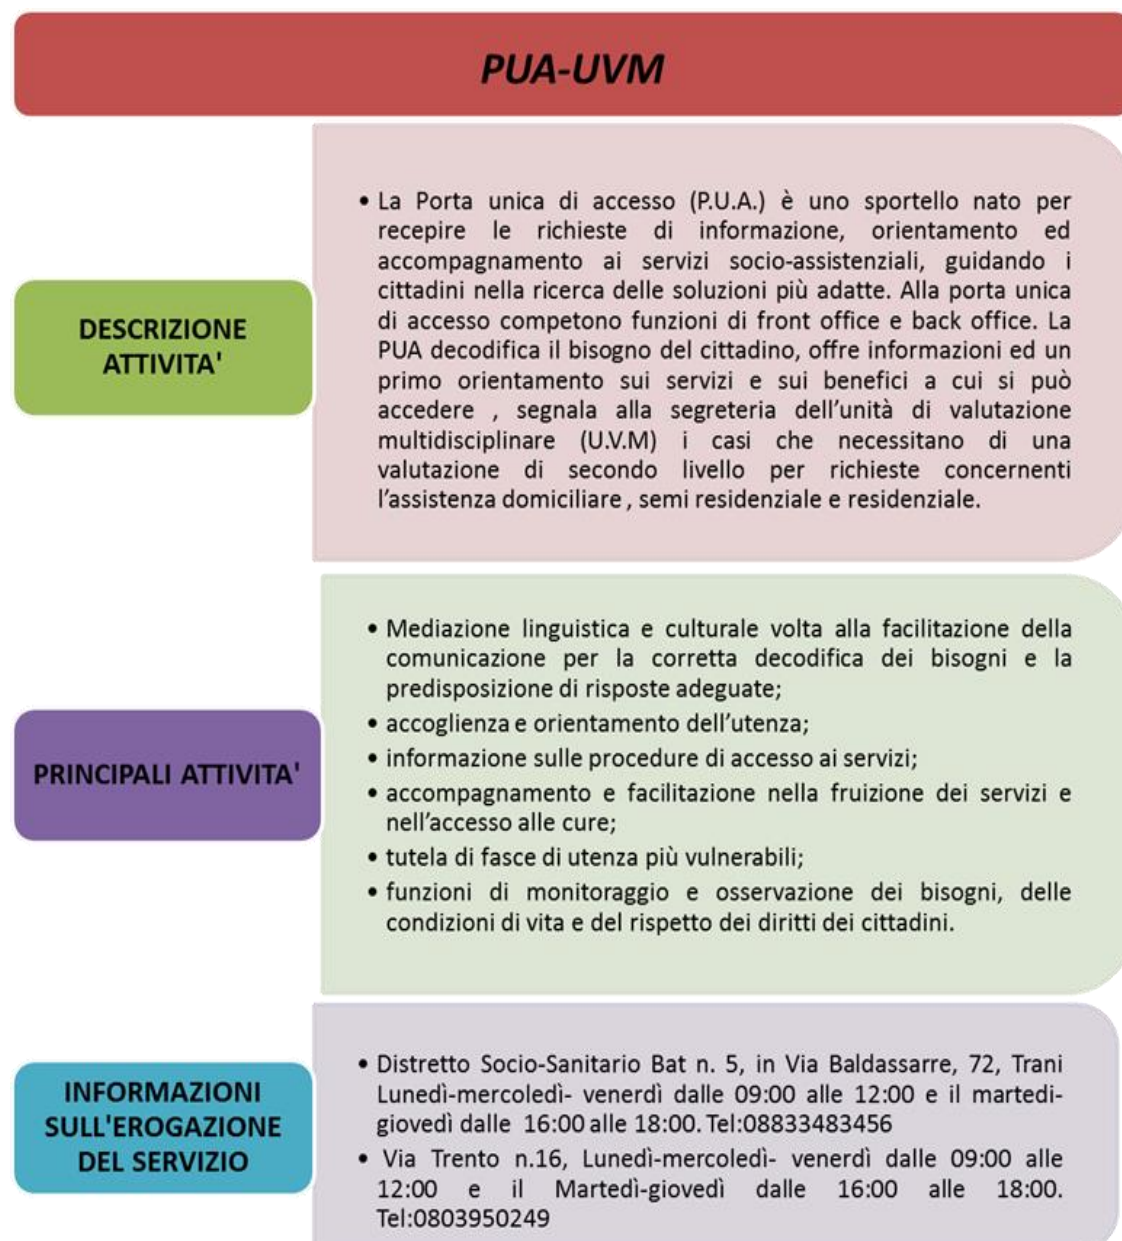 PUA-UVM
DESCRIZIONE
ATTIVITA'
• La Porta unica di accesso (P.U.A.) è uno sportello nato per
recepire le richieste di informazione, orientamento ed
accompagnamento ai servizi socio-assistenziali, guidando i
cittadini nella ricerca delle soluzioni più adatte. Alla porta unica
di accesso competono funzioni di front office e back office. La
PUA decodifica il bisogno del cittadino, offre informazioni ed un
primo orientamento sui servizi e sui benefici a cui si può
accedere , segnala alla segreteria dell’unità di valutazione
multidisciplinare (U.V.M) i casi che necessitano di una
valutazione di secondo livello per richieste concernenti
l’assistenza domiciliare , semi residenziale e residenziale.
PRINCIPALI ATTIVITA'
• Mediazione linguistica e culturale volta alla facilitazione della
comunicazione per la corretta decodifica dei bisogni e la
predisposizione di risposte adeguate;
• accoglienza e orientamento dell’utenza;
• informazione sulle procedure di accesso ai servizi;
• accompagnamento e facilitazione nella fruizione dei servizi e
nell’accesso alle cure;
• tutela di fasce di utenza più vulnerabili;
• funzioni di monitoraggio e osservazione dei bisogni, delle
condizioni di vita e del rispetto dei diritti dei cittadini.
INFORMAZIONI
SULL'EROGAZIONE
DEL SERVIZIO
• Distretto Socio-Sanitario Bat n. 5, in Via Baldassarre, 72, Trani
Lunedì-mercoledì- venerdì dalle 09:00 alle 12:00 e il martedi-
giovedì dalle 16:00 alle 18:00. Tel:08833483456
• Via Trento n.16, Lunedì-mercoledì- venerdì dalle 09:00 alle
12:00 e il Martedì-giovedì dalle 16:00 alle 18:00.
Tel:0803950249